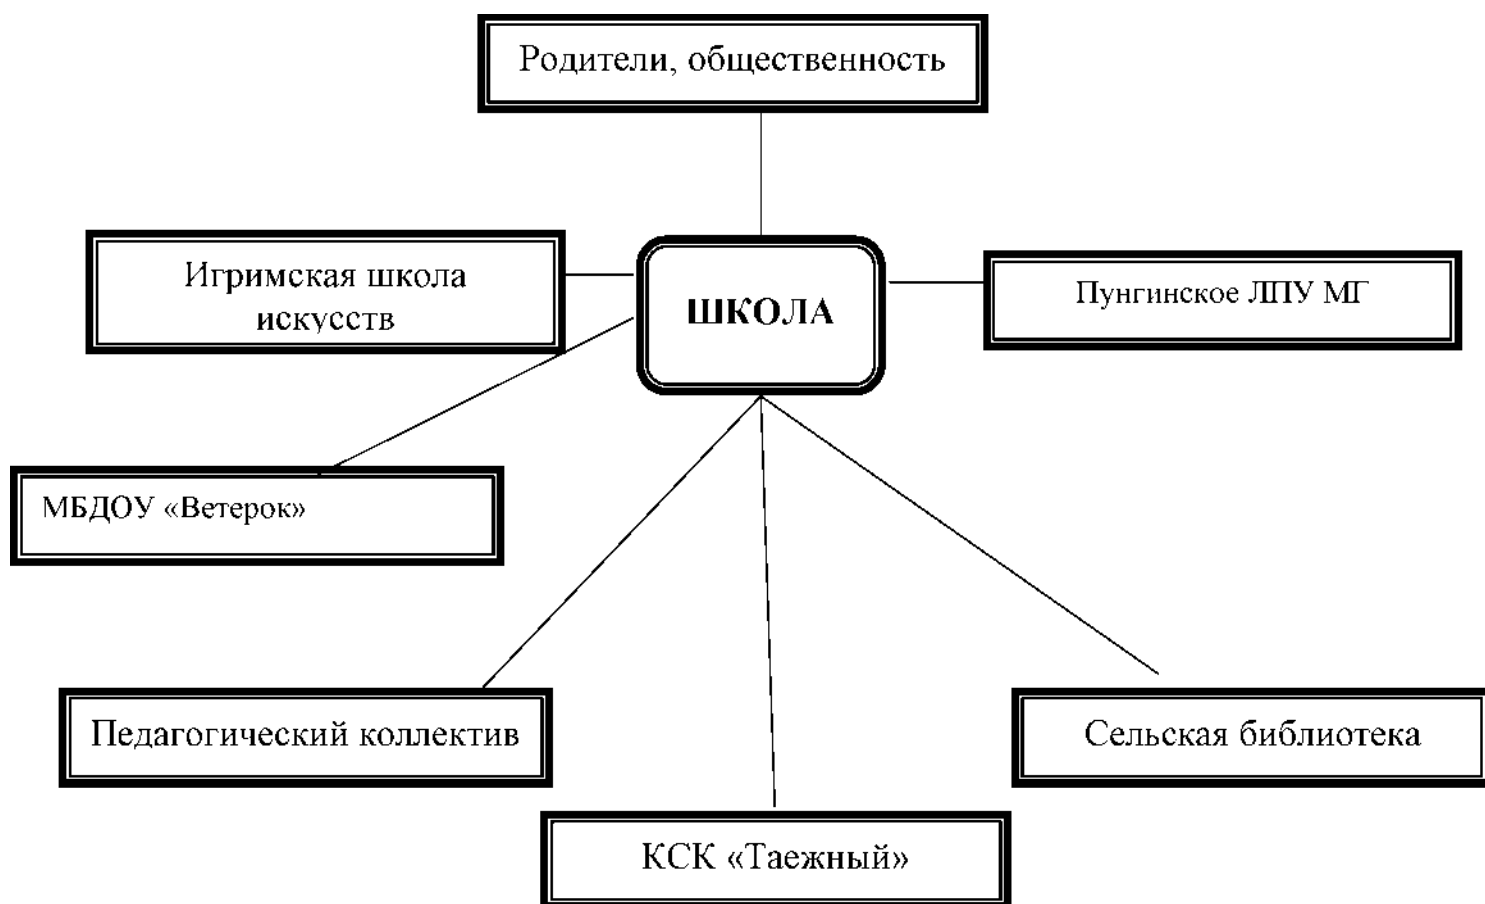 Родители, общественность
Игримская школа
искусств
ШКОЛА
Пунгинское ЛПУ МГ
МБДОУ «Ветерок»
Педагогический коллектив
Сельская библиотека
КСК «Таежный»